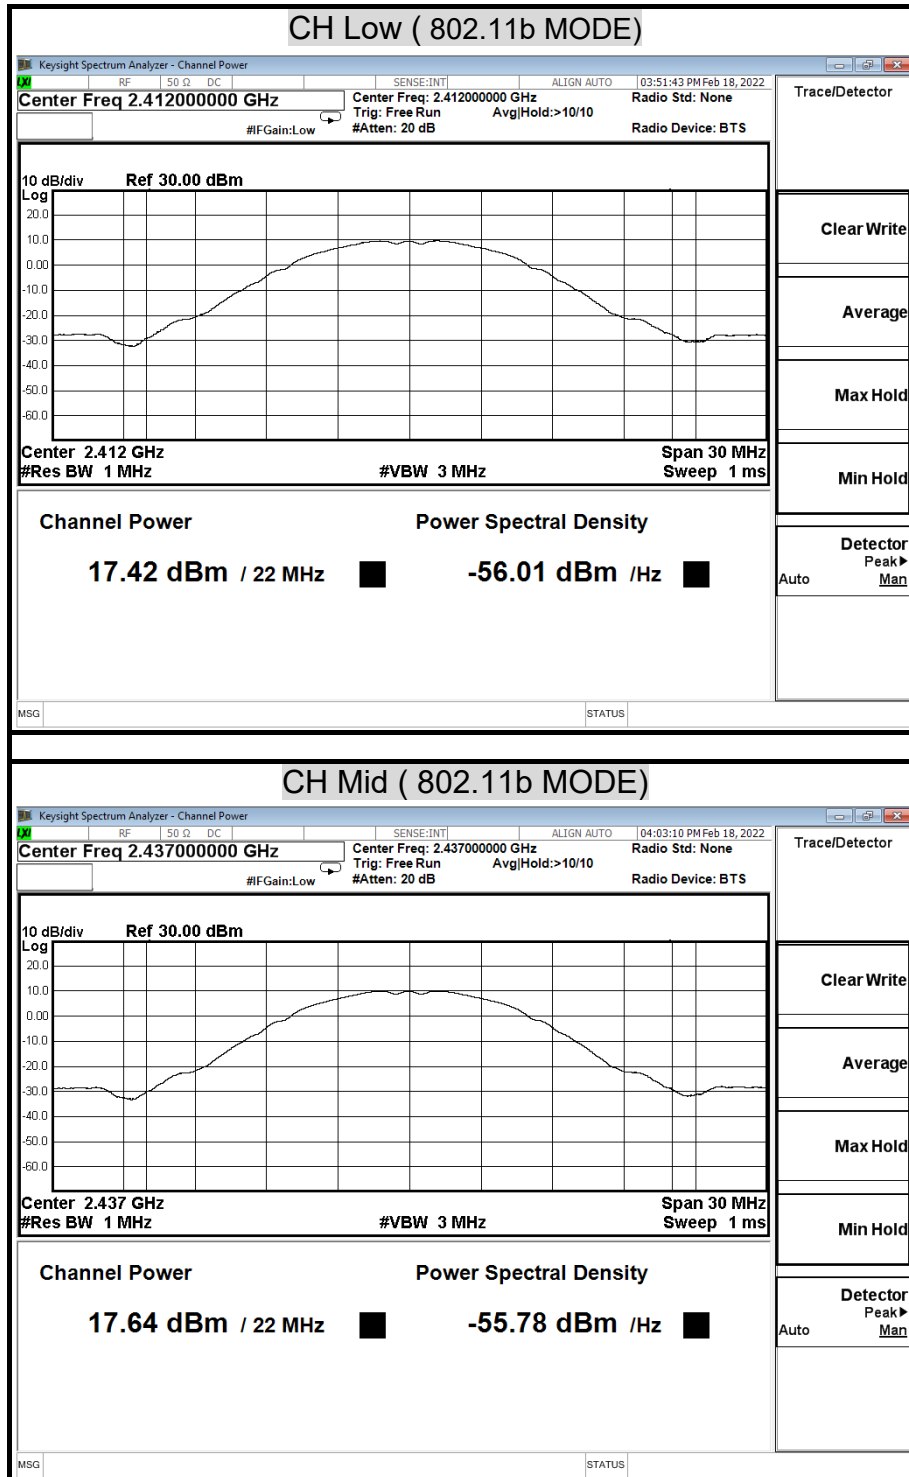 CH Low ( 802.11b MODE)
Keysight Spectrum Analyzer - Channel Power
LXI RF 50 Ω DC SENSE:INT ALIGN AUTO 03:51:43 PM Feb 18, 2022
Center Freq 2.412000000 GHz
Center Freq: 2.412000000 GHz Radio Std: None
Trig: Free Run Avg|Hold:>10/10
#IFGain:Low #Atten: 20 dB Radio Device: BTS
Trace/Detector
10 dB/div Ref 30.00 dBm
Log
20.0
10.0
0.00
-10.0
-20.0
-30.0
-40.0
-50.0
-60.0
Center 2.412 GHz Span 30 MHz
#Res BW 1 MHz #VBW 3 MHz Sweep 1 ms
Clear Write
Average
Max Hold
Min Hold
Detector
Peak▶
Auto Man
Channel Power Power Spectral Density
17.42 dBm / 22 MHz -56.01 dBm /Hz
MSG STATUS
CH Mid ( 802.11b MODE)
Keysight Spectrum Analyzer - Channel Power
LXI RF 50 Ω DC SENSE:INT ALIGN AUTO 04:03:10 PM Feb 18, 2022
Center Freq 2.437000000 GHz
Center Freq: 2.437000000 GHz Radio Std: None
Trig: Free Run Avg|Hold:>10/10
#IFGain:Low #Atten: 20 dB Radio Device: BTS
Trace/Detector
10 dB/div Ref 30.00 dBm
Log
20.0
10.0
0.00
-10.0
-20.0
-30.0
-40.0
-50.0
-60.0
Center 2.437 GHz Span 30 MHz
#Res BW 1 MHz #VBW 3 MHz Sweep 1 ms
Clear Write
Average
Max Hold
Min Hold
Detector
Peak▶
Auto Man
Channel Power Power Spectral Density
17.64 dBm / 22 MHz -55.78 dBm /Hz
MSG STATUS